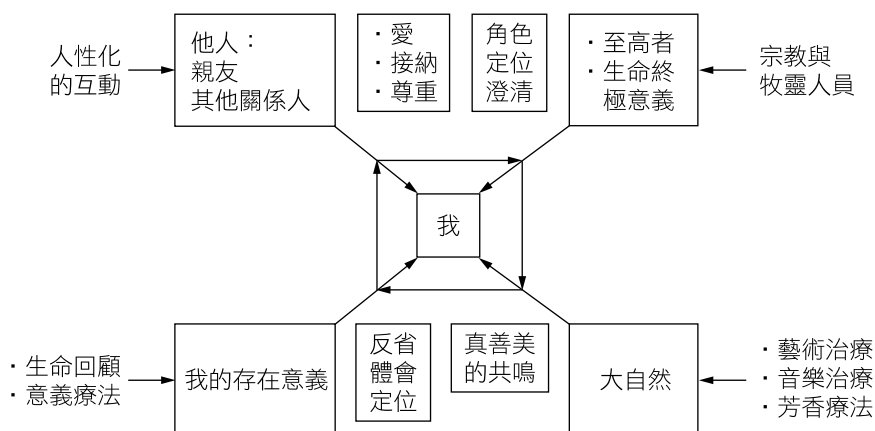 人性化
的互動
他人：
親友
其他關係人
・愛
・接納
・尊重
角色
定位
澄清
・至高者
・生命終
極意義
宗教與
牧靈人員
我
・生命回顧
・意義療法
我的存在意義
反省
體會
定位
真善美
的共鳴
大自然
・藝術治療
・音樂治療
・芳香療法